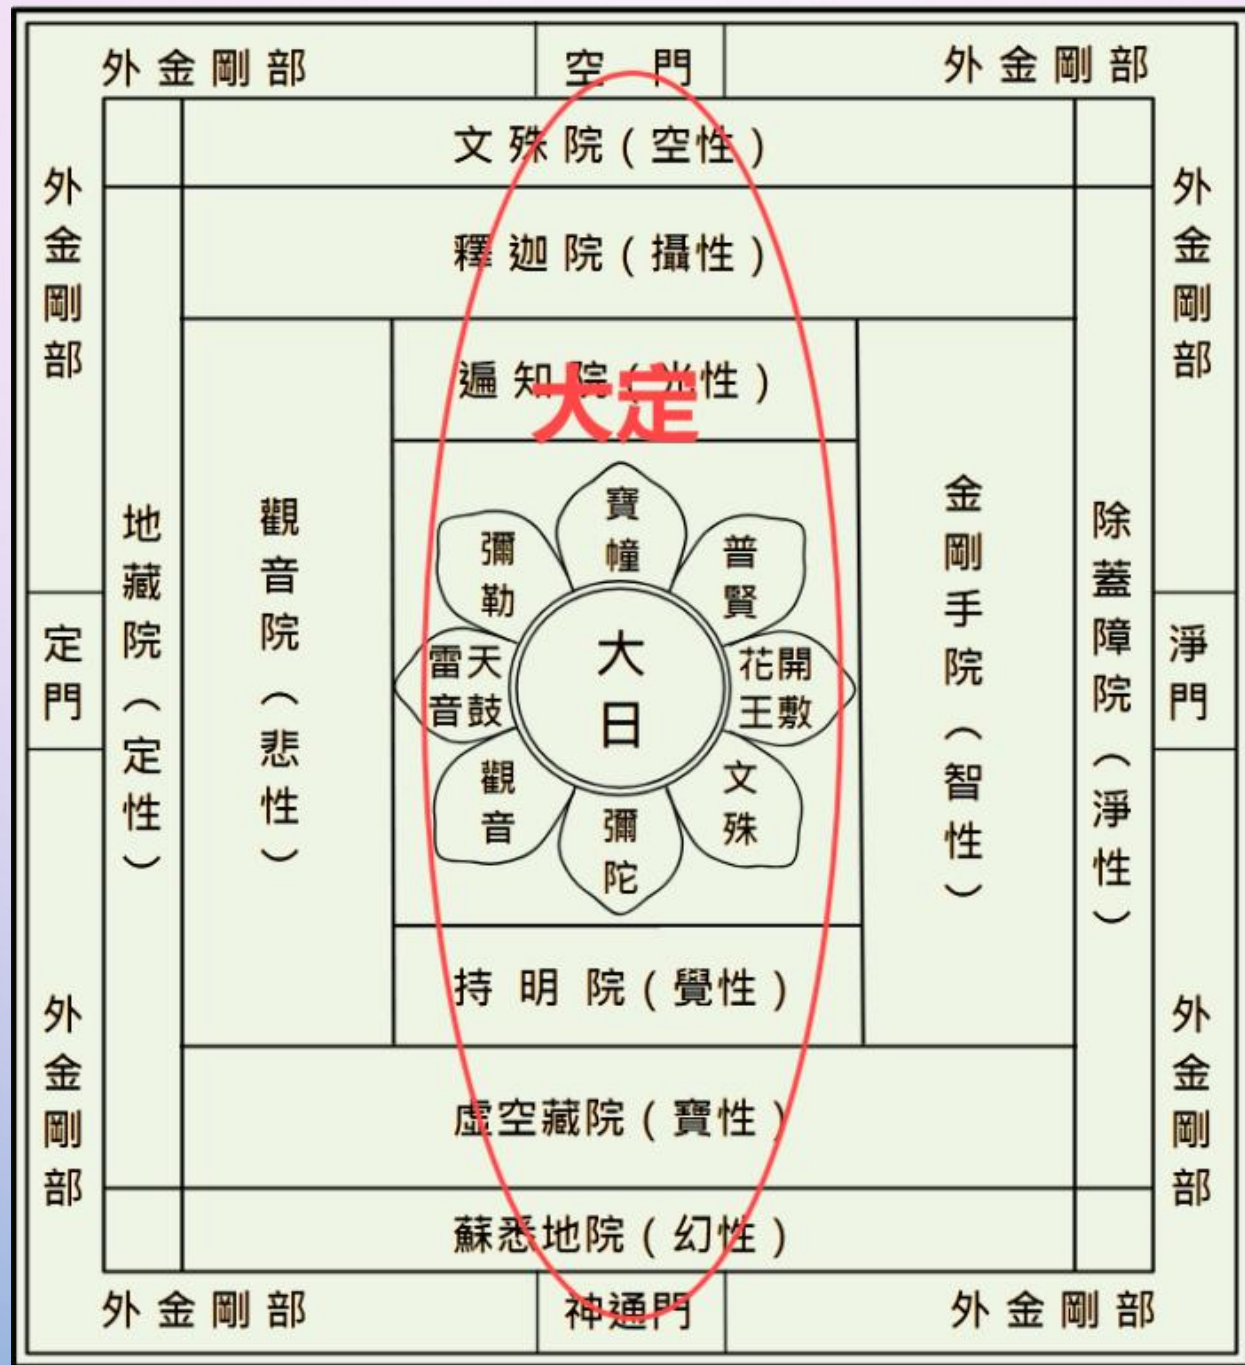 外金剛部
空門
外金剛部
文殊院（空性）
外金剛部
外金剛部
釋迦院（攝性）
遍知院（光性）
大定
地藏院（定性）
觀音院（悲性）
寶幢
彌勒
普賢
金剛手院（智性）
除蓋障院（淨性）
定門
天鼓雷音
大日
開敷花王
淨門
觀音
文殊
彌陀
持明院（覺性）
外金剛部
外金剛部
虛空藏院（寶性）
蘇悉地院（幻性）
外金剛部
神通門
外金剛部